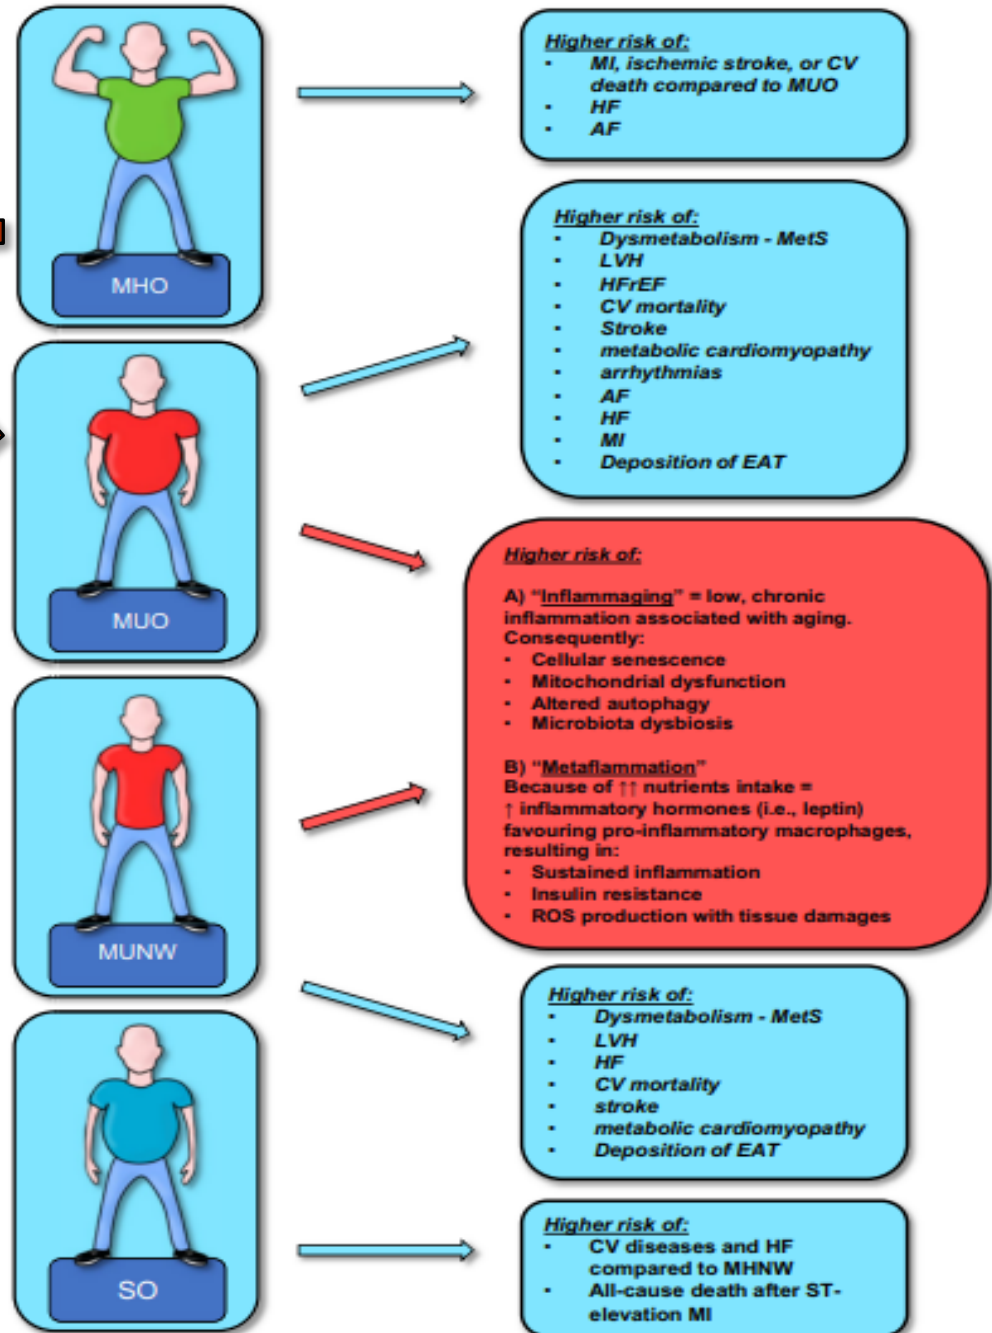 MHO
Higher risk of:
- MI, ischemic stroke, or CV
death compared to MUO
- HF
- AF
MUO
Higher risk of:
- Dysmetabolism - MetS
- LVH
- HFrEF
- CV mortality
- Stroke
- metabolic cardiomyopathy
- arrhythmias
- AF
- HF
- MI
- Deposition of EAT
Higher risk of:
A) “Inflammaging” = low, chronic
inflammation associated with aging.
Consequently:
• Cellular senescence
• Mitochondrial dysfunction
• Altered autophagy
• Microbiota dysbiosis
B) “Metaflammation”
Because of ↑↑ nutrients intake =
↑ inflammatory hormones (i.e., leptin)
favouring pro-inflammatory macrophages,
resulting in:
• Sustained inflammation
• Insulin resistance
• ROS production with tissue damages
MUNW
Higher risk of:
- Dysmetabolism - MetS
- LVH
- HF
- CV mortality
- stroke
- metabolic cardiomyopathy
- Deposition of EAT
SO
Higher risk of:
- CV diseases and HF
compared to MHNW
- All-cause death after ST-
elevation MI